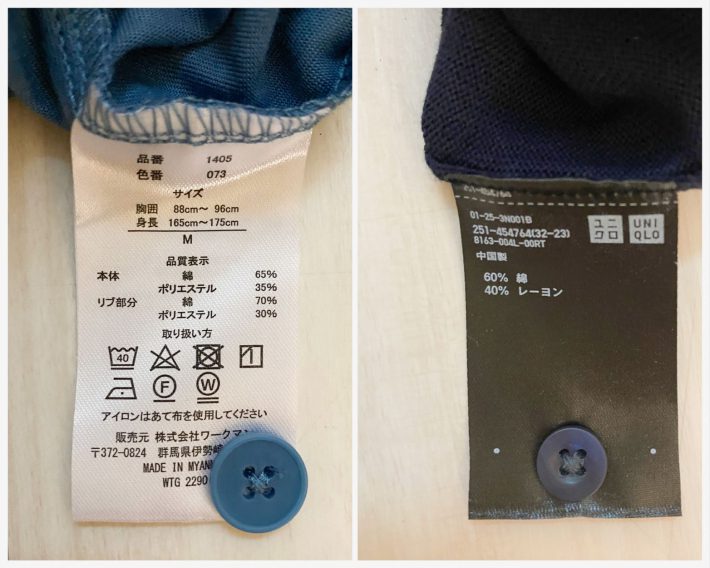 品番 1405
色番 073
サイズ
胸囲 88cm～ 96cm
身長 165cm～175cm
M
品質表示
本体 綿 65%
ポリエステル 35%
リブ部分 綿 70%
ポリエステル 30%
取り扱い方
40
F W
アイロンはあて布を使用してください
販売元 株式会社ワークマン
〒372-0824 群馬県伊勢
MADE IN MYAN
WTG 2290
251-454764
01-25-3N001B
251-454764(32-23)
8163-004L-00RT
ユニクロ UNIQLO
中国製
60% 綿
40% レーヨン